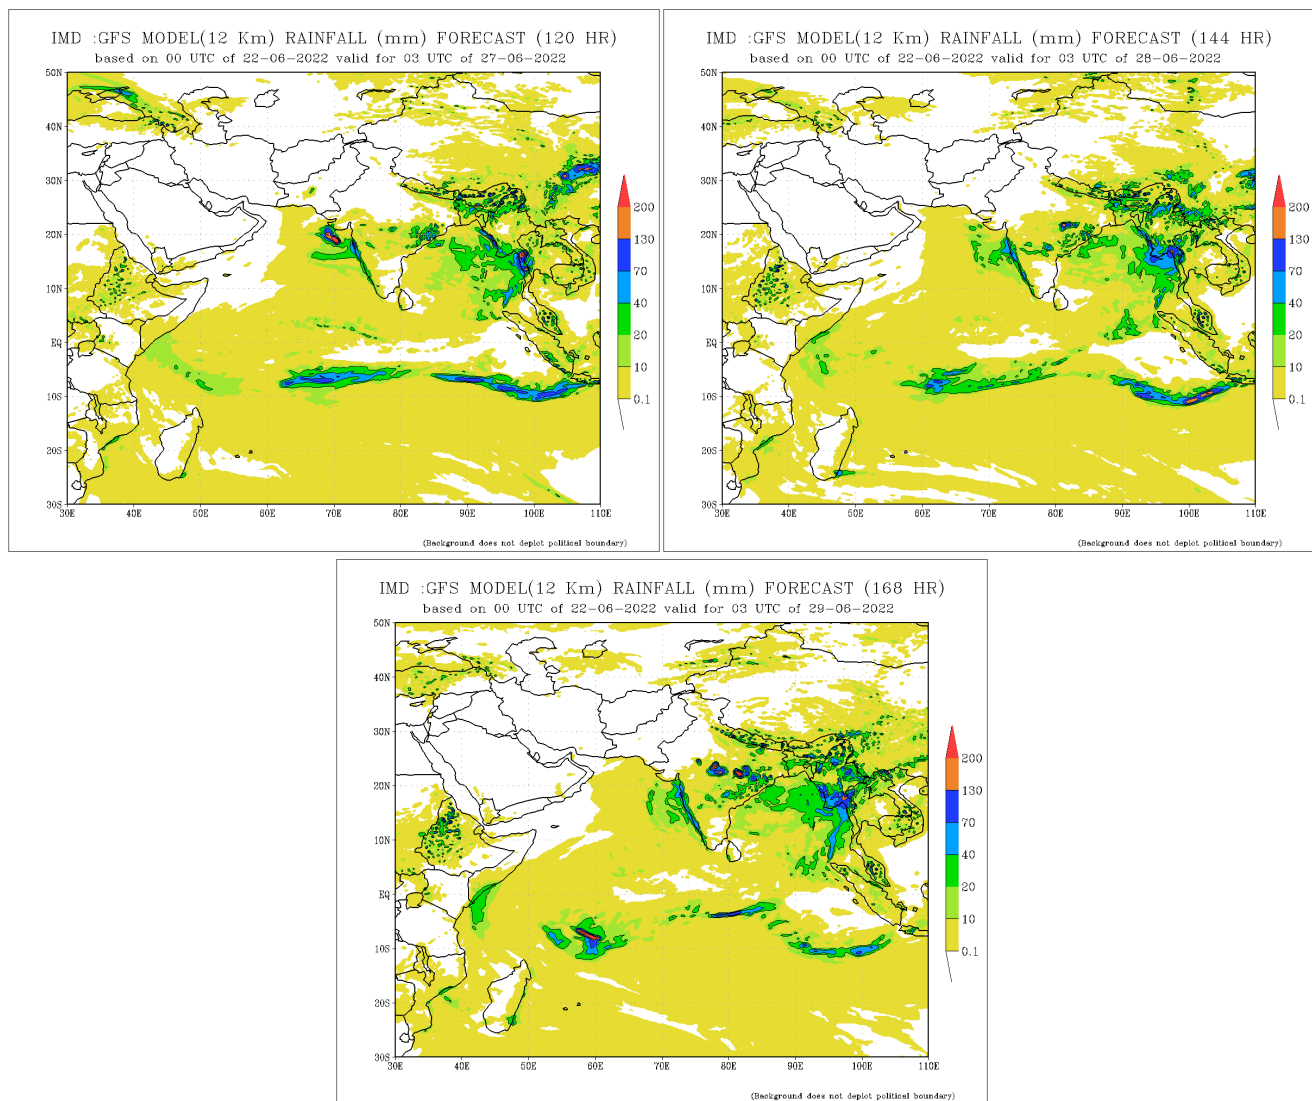 IMD :GFS MODEL(12 Km) RAINFALL (mm) FORECAST (120 HR)
based on 00 UTC of 22-06-2022 valid for 03 UTC of 27-06-2022
50N
40N
30N
20N
10N
EQ
10S
20S
30S
30E 40E 50E 60E 70E 80E 90E 100E 110E
200
130
70
40
20
10
0.1
(Background does not depict political boundary)
IMD :GFS MODEL(12 Km) RAINFALL (mm) FORECAST (144 HR)
based on 00 UTC of 22-06-2022 valid for 03 UTC of 28-06-2022
50N
40N
30N
20N
10N
EQ
10S
20S
30S
30E 40E 50E 60E 70E 80E 90E 100E 110E
200
130
70
40
20
10
0.1
(Background does not depict political boundary)
IMD :GFS MODEL(12 Km) RAINFALL (mm) FORECAST (168 HR)
based on 00 UTC of 22-06-2022 valid for 03 UTC of 29-06-2022
50N
40N
30N
20N
10N
EQ
10S
20S
30S
30E 40E 50E 60E 70E 80E 90E 100E 110E
200
130
70
40
20
10
0.1
(Background does not depict political boundary)